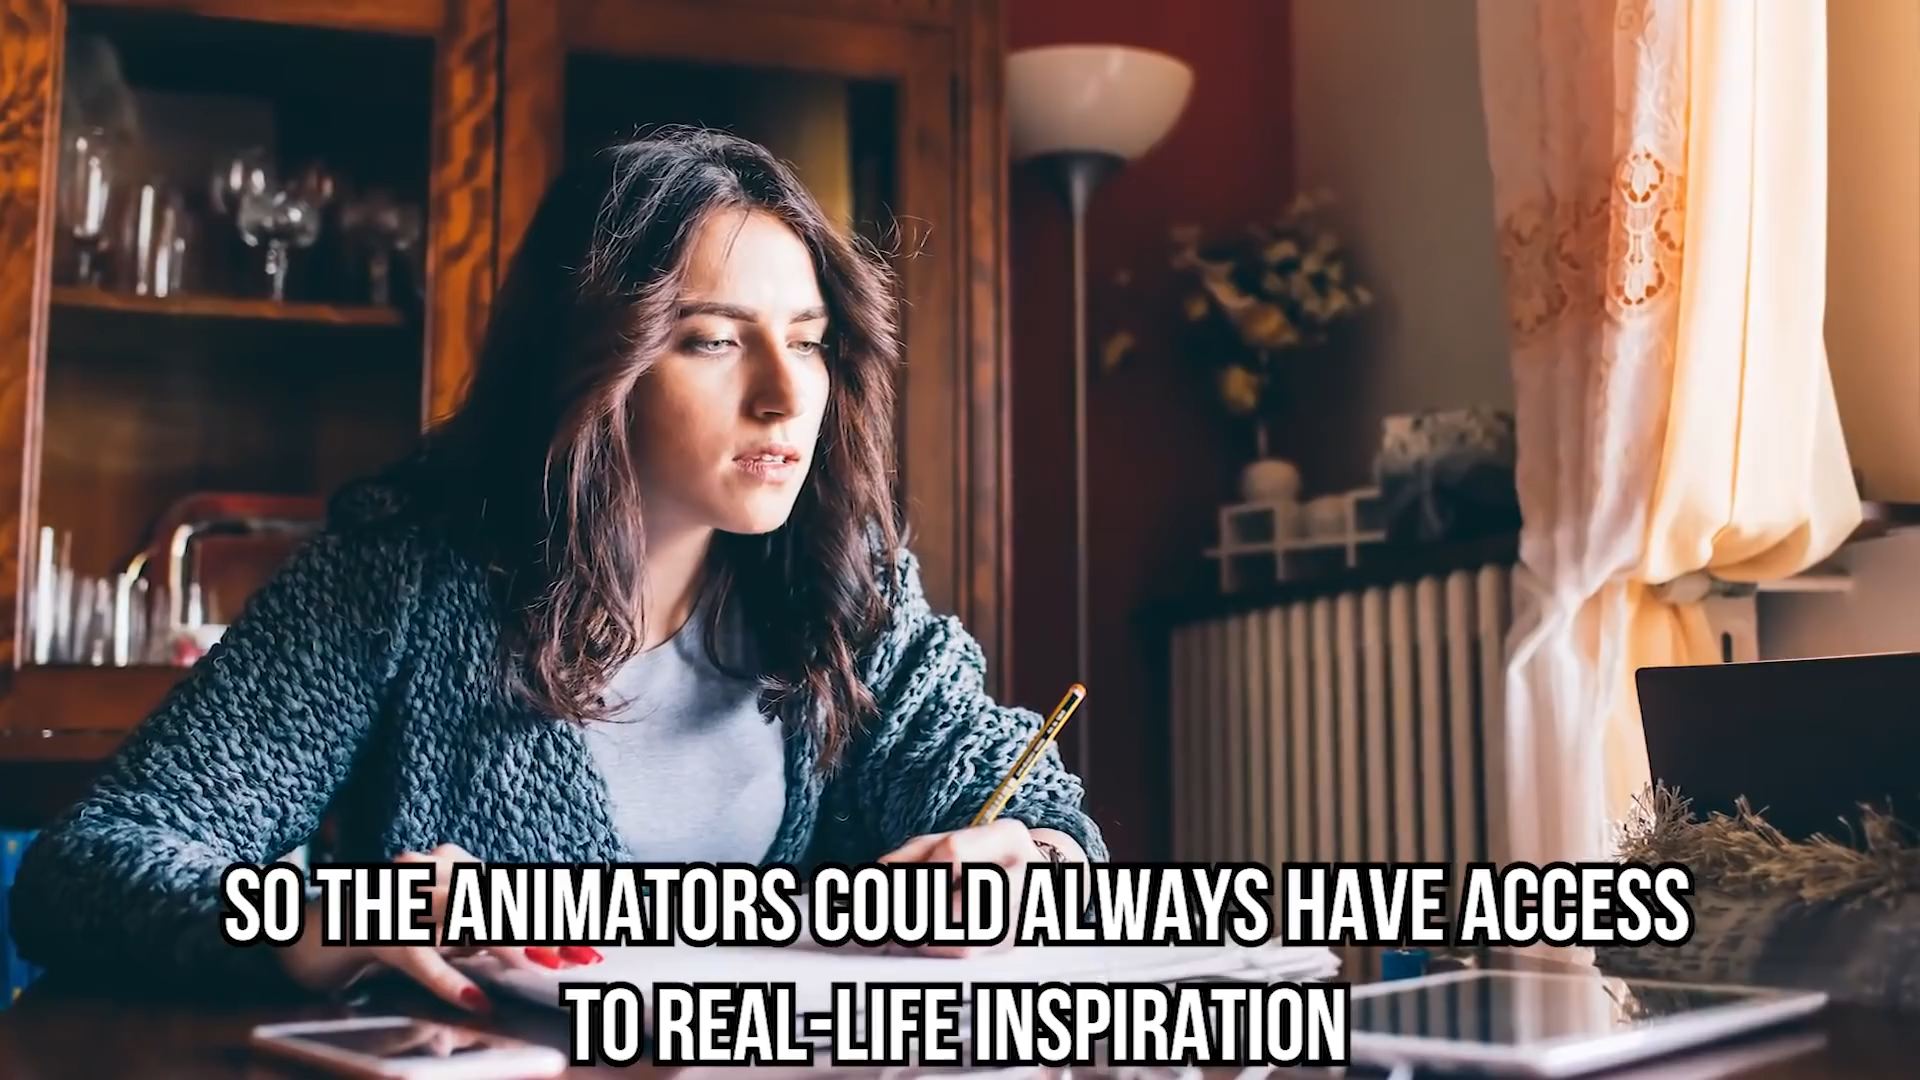 SO THE ANIMATORS COULD ALWAYS HAVE ACCESS
TO REAL-LIFE INSPIRATION